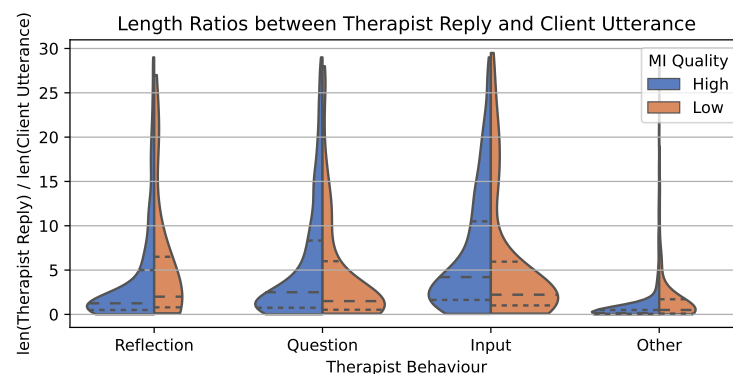 Length Ratios between Therapist Reply and Client Utterance
len(Therapist Reply) / len(Client Utterance)
30
25
20
15
10
5
0
MI Quality
High
Low
Reflection
Question
Input
Other
Therapist Behaviour